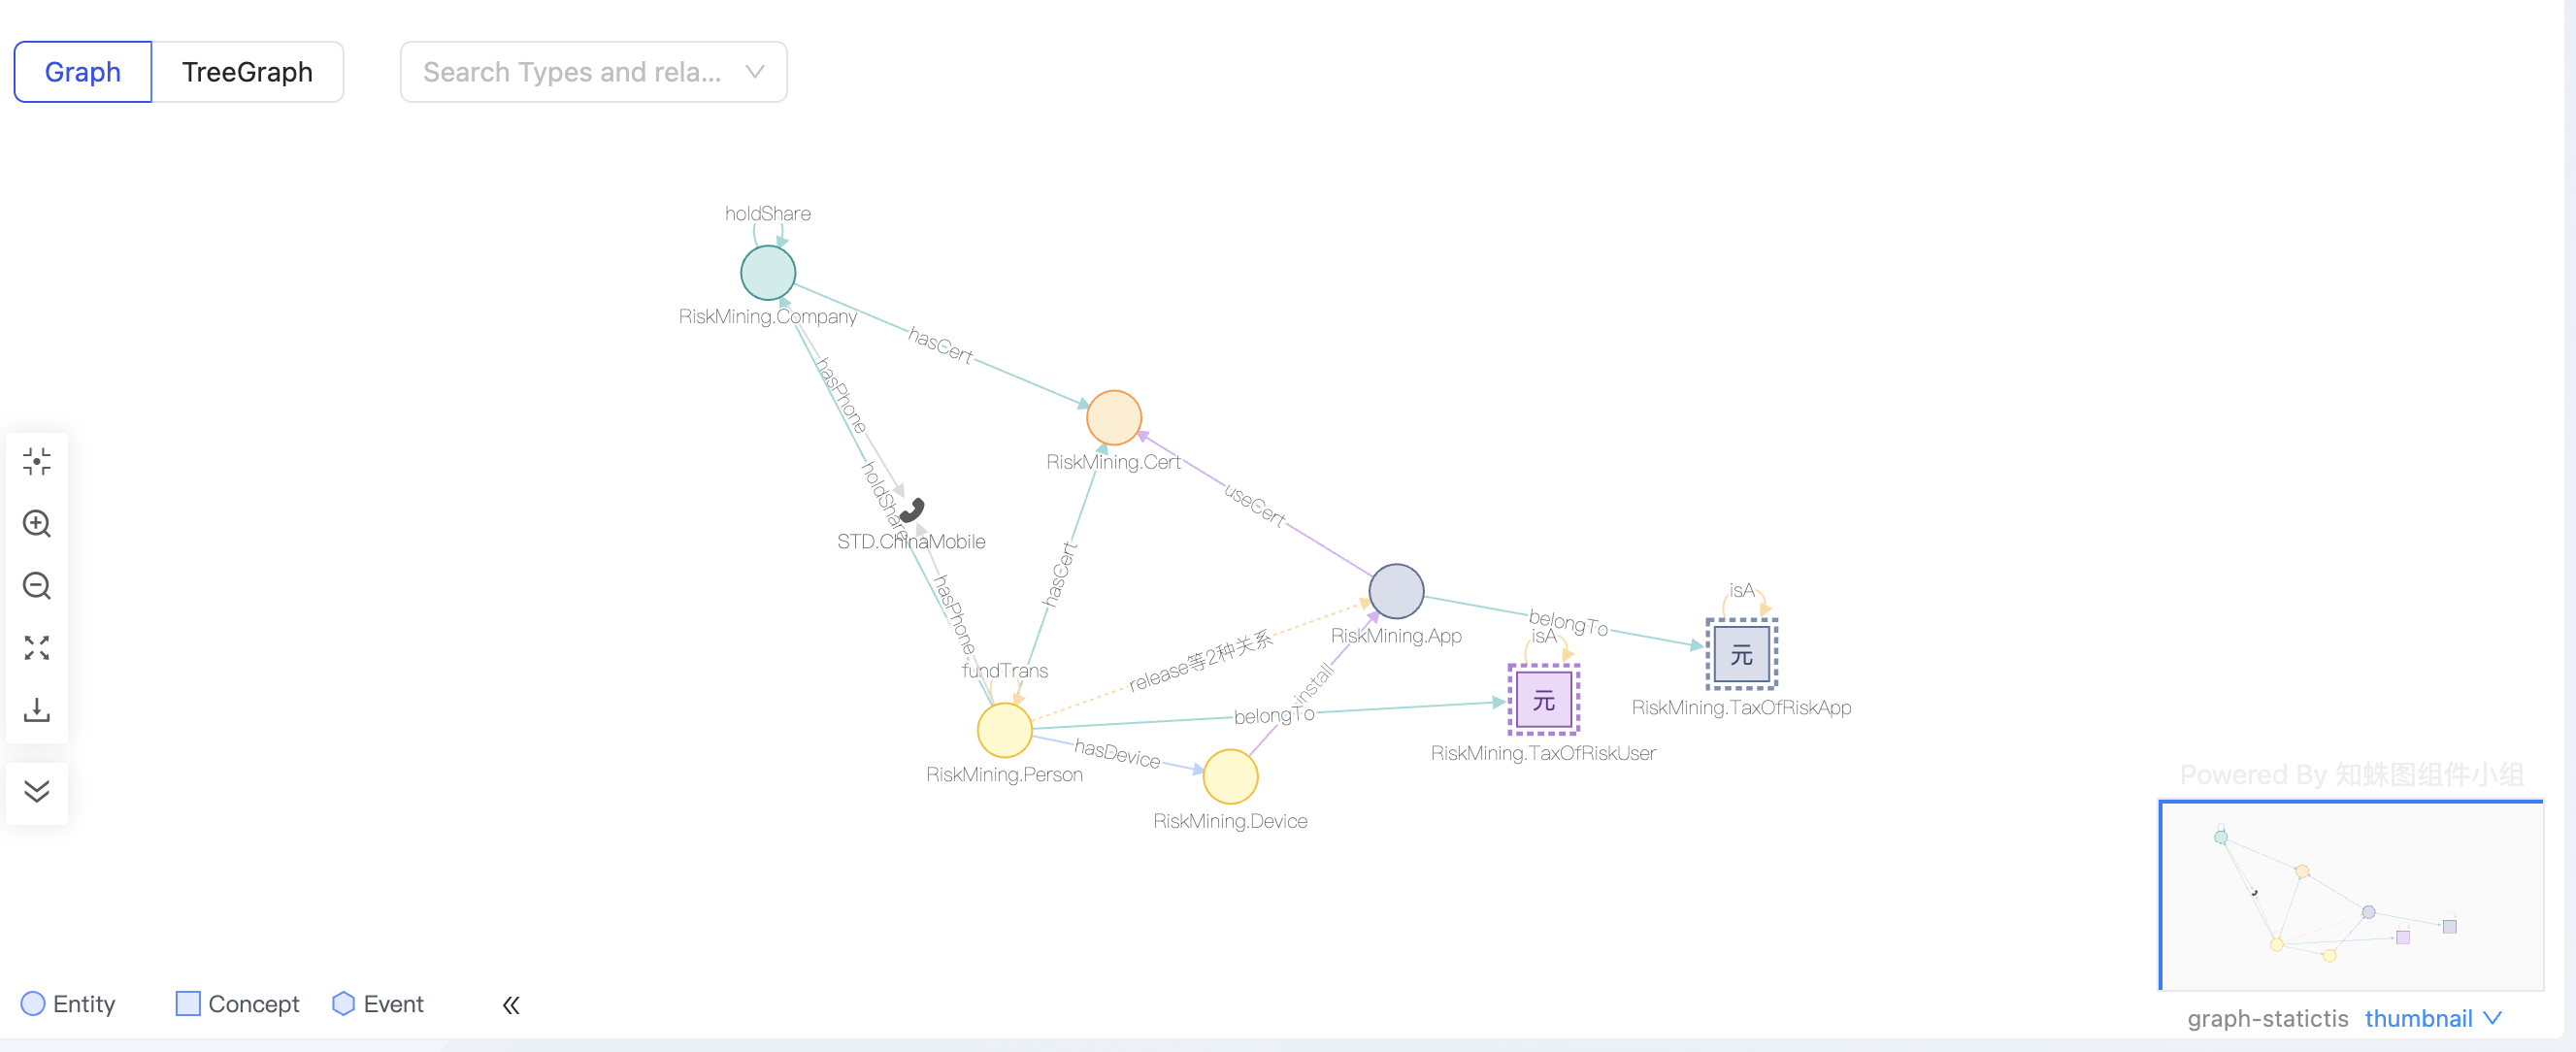 Graph
TreeGraph
Search Types and rela...
holdShare
RiskMining.Company
hasCert
hasPhone
RiskMining.Cert
holdShare
useCert
STD.ChinaMobile
hasCert
hasPhone
isA
belongTo
RiskMining.App
isA
release等2种关系
fundTrans
元
install
元
RiskMining.TaxOfRiskApp
belongTo
hasDevice
RiskMining.TaxOfRiskUser
RiskMining.Person
RiskMining.Device
Powered By 知蛛图组件小组
Entity
Concept
Event
graph-statictis
thumbnail